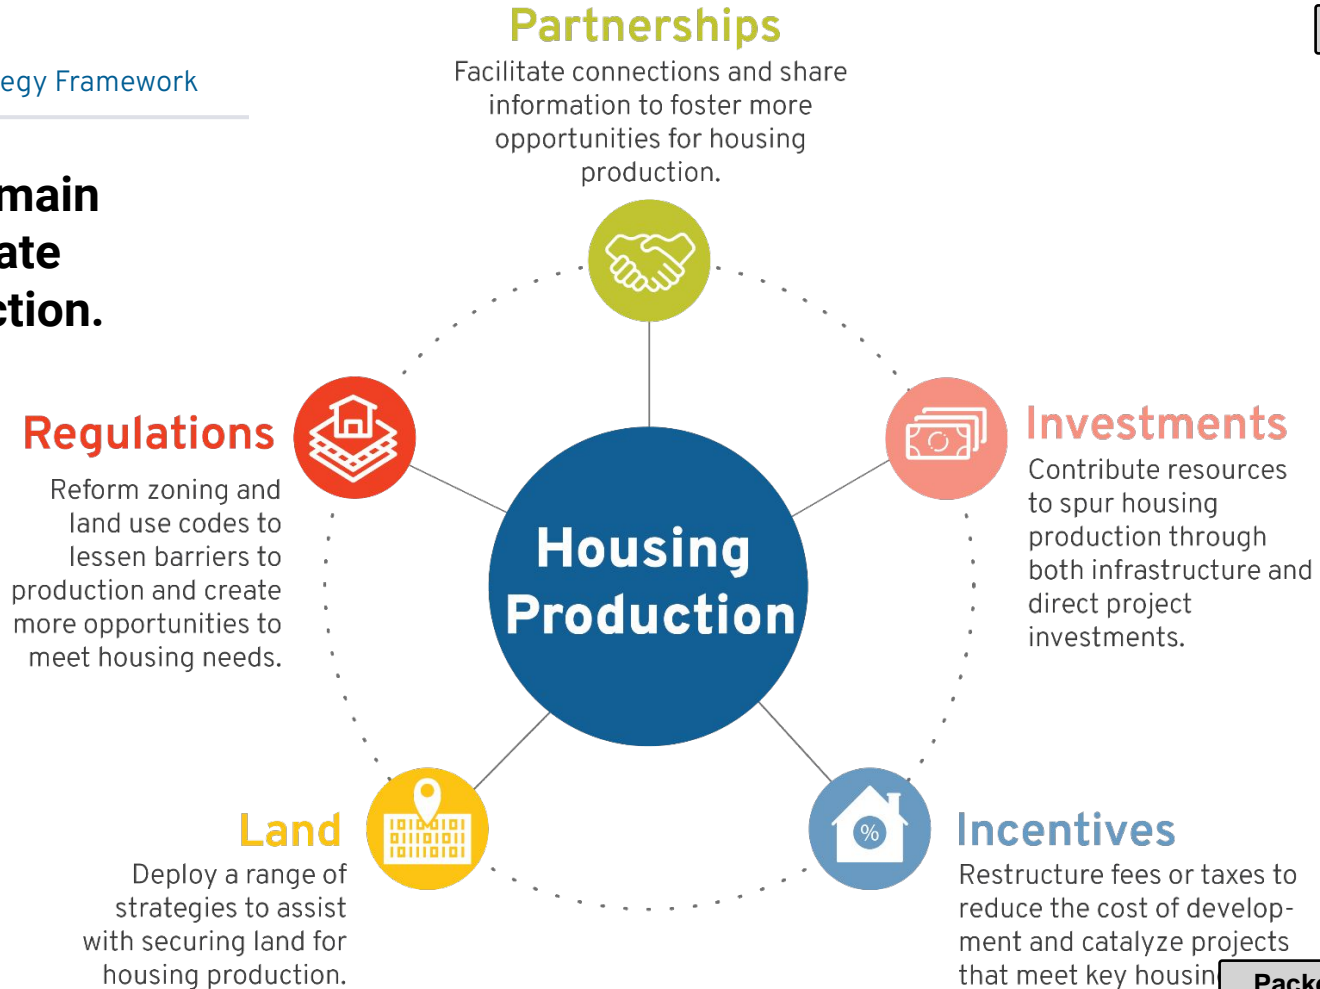 Partnerships
Facilitate connections and share
information to foster more
opportunities for housing
production.
egy Framework
main
ate
ction.
Regulations
Reform zoning and
land use codes to
lessen barriers to
production and create
more opportunities to
meet housing needs.
Investments
Contribute resources
to spur housing
production through
both infrastructure and
direct project
investments.
Housing
Production
Land
Deploy a range of
strategies to assist
with securing land for
housing production.
%
Incentives
Restructure fees or taxes to
reduce the cost of develop-
ment and catalyze projects
that meet key housin
Packe